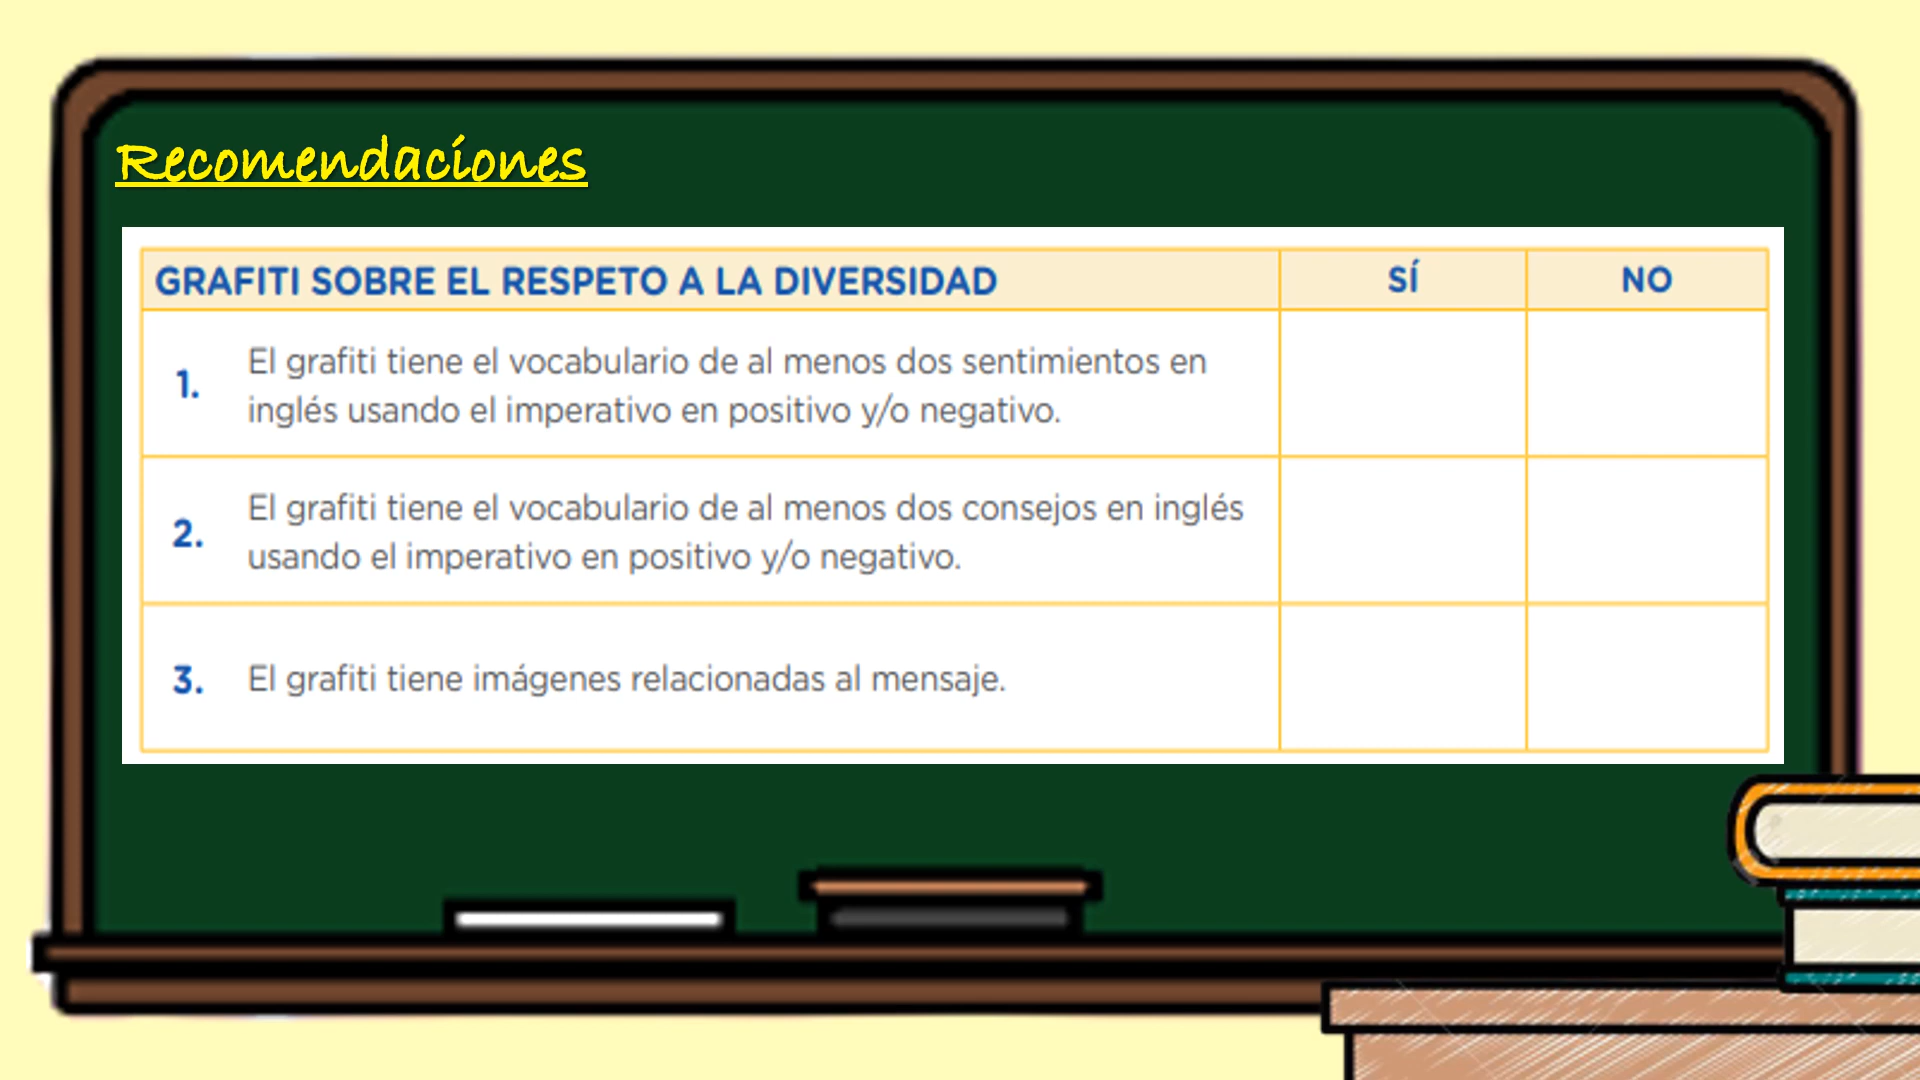 Recomendaciones
GRAFITI SOBRE EL RESPETO A LA DIVERSIDAD SÍ NO
1. El grafiti tiene el vocabulario de al menos dos sentimientos en
inglés usando el imperativo en positivo y/o negativo.
2. El grafiti tiene el vocabulario de al menos dos consejos en inglés
usando el imperativo en positivo y/o negativo.
3. El grafiti tiene imágenes relacionadas al mensaje.